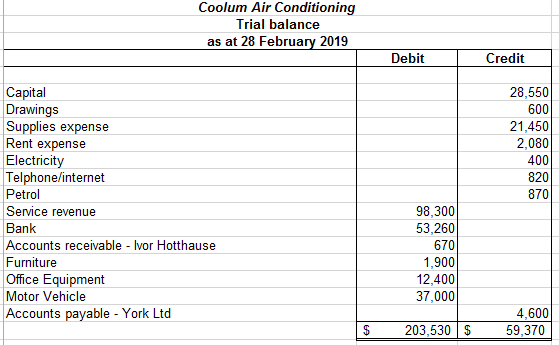 Coolum Air Conditioning
Trial balance
as at 28 February 2019
Debit Credit
Capital 28,550
Drawings 600
Supplies expense 21,450
Rent expense 2,080
Electricity 400
Telphone/internet 820
Petrol 870
Service revenue 98,300
Bank 53,260
Accounts receivable - Ivor Hotthause 670
Furniture 1,900
Office Equipment 12,400
Motor Vehicle 37,000
Accounts payable - York Ltd 4,600
$ 203,530 $ 59,370